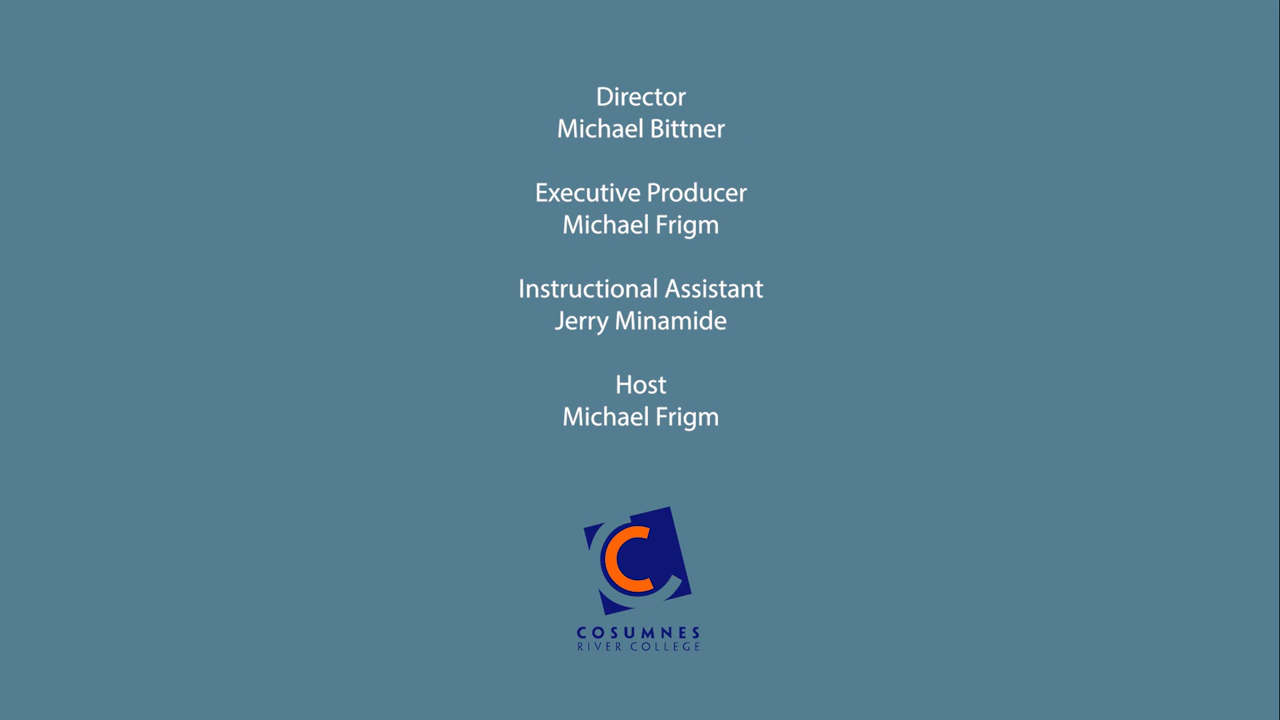 Director
Michael Bittner
Executive Producer
Michael Frigm
Instructional Assistant
Jerry Minamide
Host
Michael Frigm
COSUMNES
RIVER COLLEGE